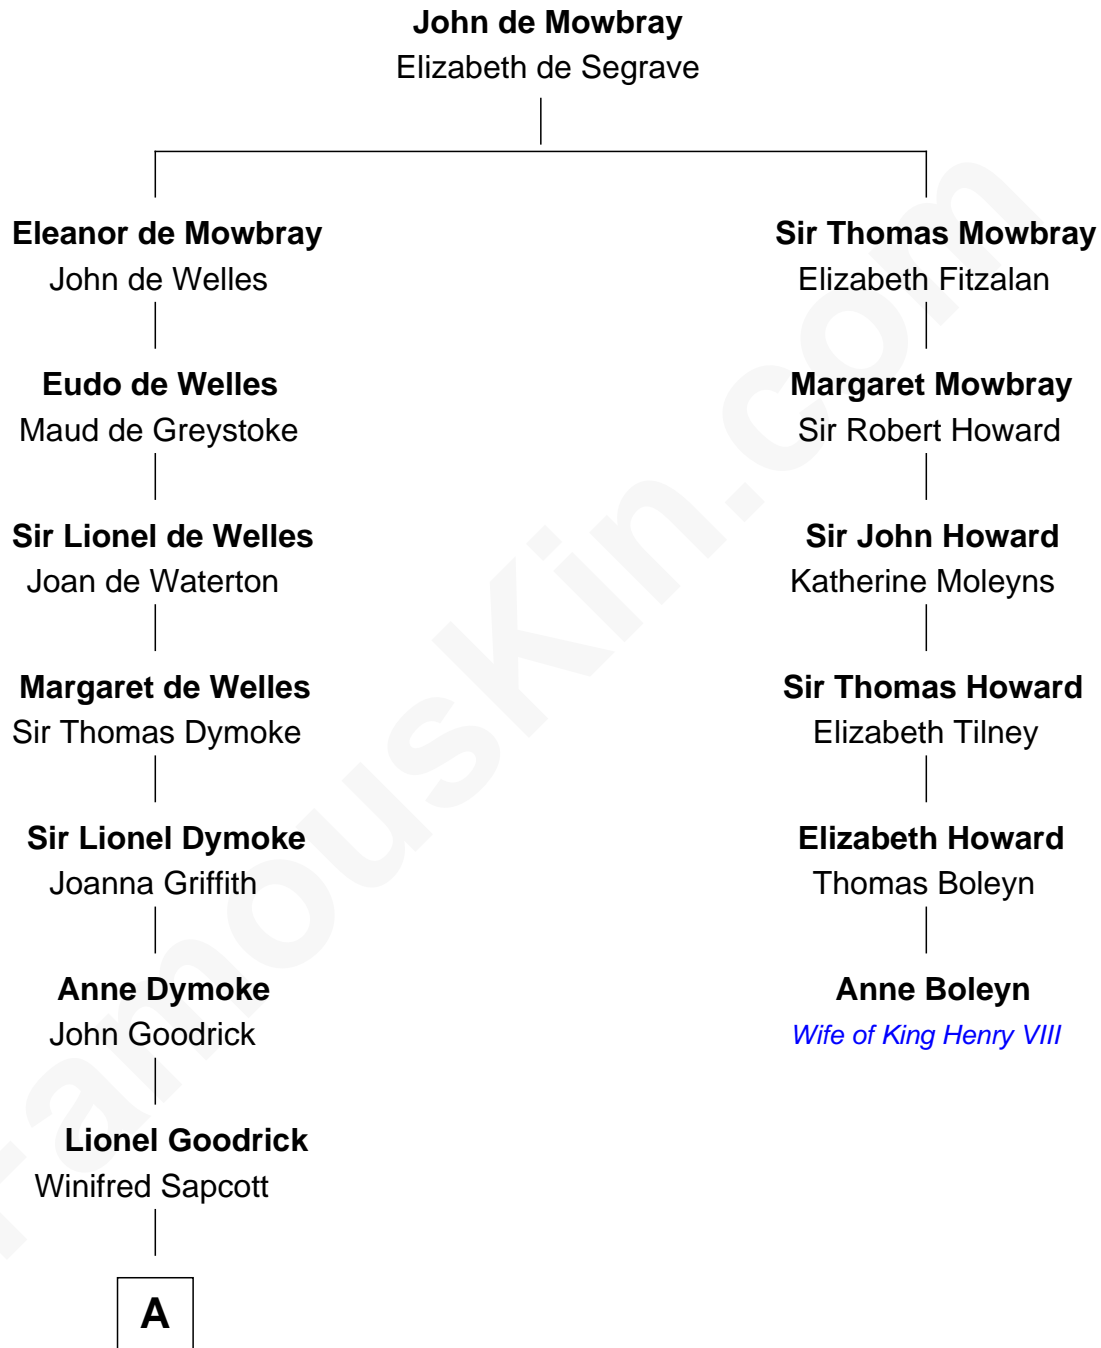 John de Mowbray
Elizabeth de Segrave
Eleanor de Mowbray
John de Welles
Eudo de Welles
Maud de Greystoke
Sir Lionel de Welles
Joan de Waterton
Margaret de Welles
Sir Thomas Dymoke
Sir Lionel Dymoke
Joanna Griffith
Anne Dymoke
John Goodrick
Lionel Goodrick
Winifred Sapcott
A
Sir Thomas Mowbray
Elizabeth Fitzalan
Margaret Mowbray
Sir Robert Howard
Sir John Howard
Katherine Moleyns
Sir Thomas Howard
Elizabeth Tilney
Elizabeth Howard
Thomas Boleyn
Anne Boleyn
Wife of King Henry VIII
FamousKin.com